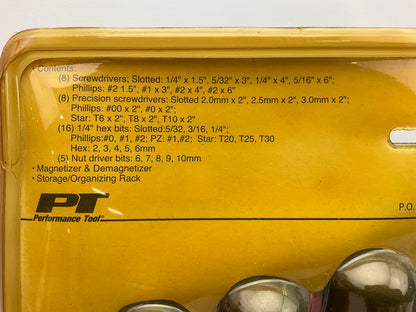 • Contents:
(8) Screwdrivers; Slotted: 1/4" x 1.5", 5/32" x 3", 1/4" x 4", 5/16" x 6";
Phillips: #2 1.5", #1 x 3", #2 x 4", #2 x 6"
(8) Precision screwdrivers: Slotted 2.0mm x 2", 2.5mm x 2", 3.0mm x 2";
Phillips: #00 x 2", #0 x 2";
Star: T6 x 2", T8 x 2", T10 x 2"
(16) 1/4" hex bits: Slotted:5/32, 3/16, 1/4";
Phillips:#0, #1, #2; PZ: #1,#2; Star: T20, T25, T30
Hex: 2, 3, 4, 5, 6mm
(5) Nut driver bits: 6, 7, 8, 9, 10mm
• Magnetizer & Demagnetizer
• Storage/Organizing Rack
PT
Performance Tool
P.O.